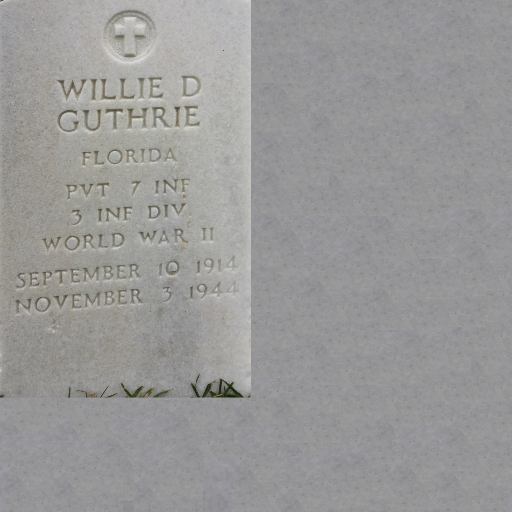 WILLIE D
GUTHRIE
FLORIDA
PVT 7 INF
3 INF DIV
WORLD WAR II
SEPTEMBER 10 1914
NOVEMBER 3 1944